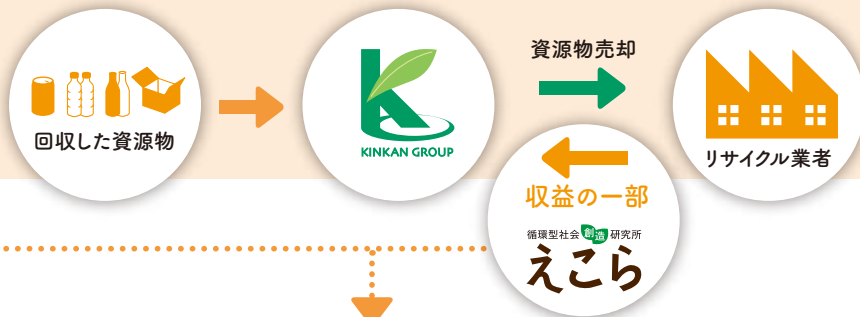 回収した資源物
KINKAN GROUP
資源物売却
リサイクル業者
収益の一部
循環型社会 創造 研究所
えこら